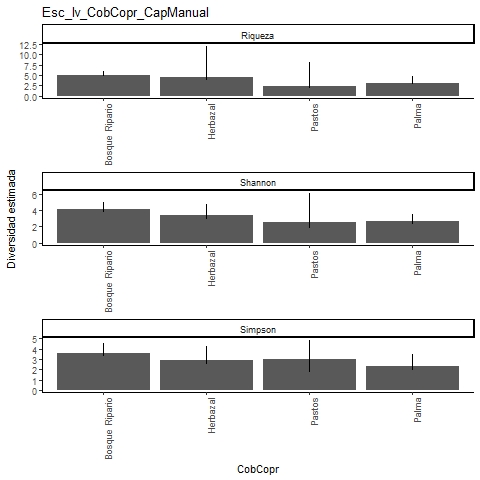 Esc_lv_CobCopr_CapManual
Riqueza
12.5
10.0
7.5
5.0
2.5
0.0
Bosque Ripario
Herbazal
Pastos
Palma
Diversidad estimada
Shannon
6
4
2
0
Bosque Ripario
Herbazal
Pastos
Palma
Simpson
5
4
3
2
1
0
Bosque Ripario
Herbazal
Pastos
Palma
CobCopr